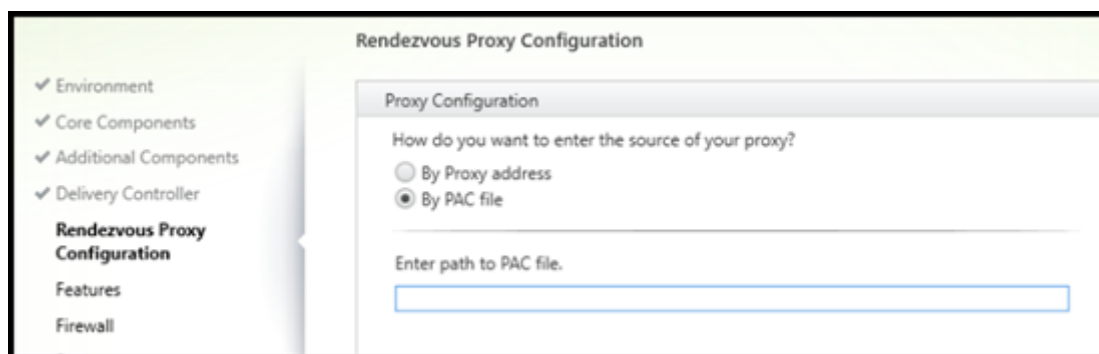 Rendezvous Proxy Configuration
Environment
Core Components
Additional Components
Delivery Controller
Rendezvous Proxy
Configuration
Features
Firewall
Proxy Configuration
How do you want to enter the source of your proxy?
By Proxy address
By PAC file
Enter path to PAC file.